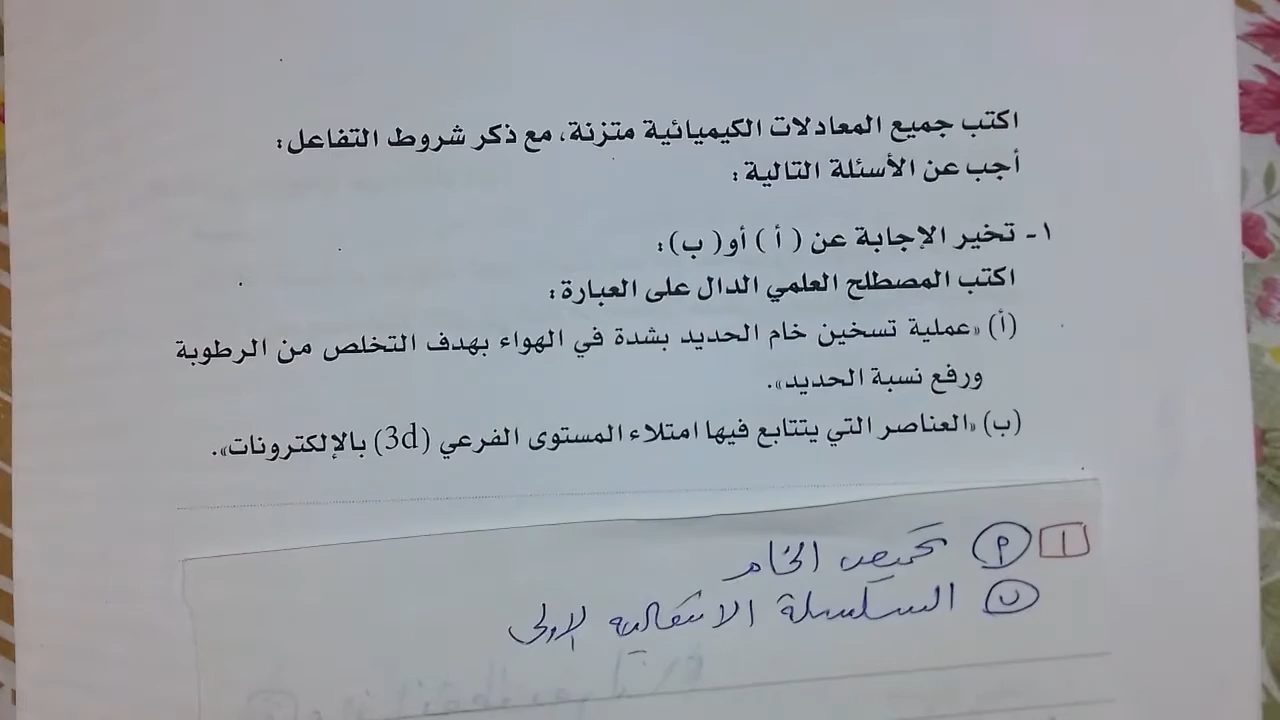 اكتب جميع المعادلات الكيميائية متزنة، مع ذكر شروط التفاعل:
أجب عن الأسئلة التالية:
١- تخير الإجابة عن (أ) أو (ب):
اكتب المصطلح العلمي الدال على العبارة:
(أ) «عملية تسخين خام الحديد بشدة في الهواء بهدف التخلص من الرطوبة
ورفع نسبة الحديد».
(ب) «العناصر التي يتتابع فيها امتلاء المستوى الفرعي (3d) بالإلكترونات».
١ أ تحميص الخام
ب السلسلة الانتقالية الاولى